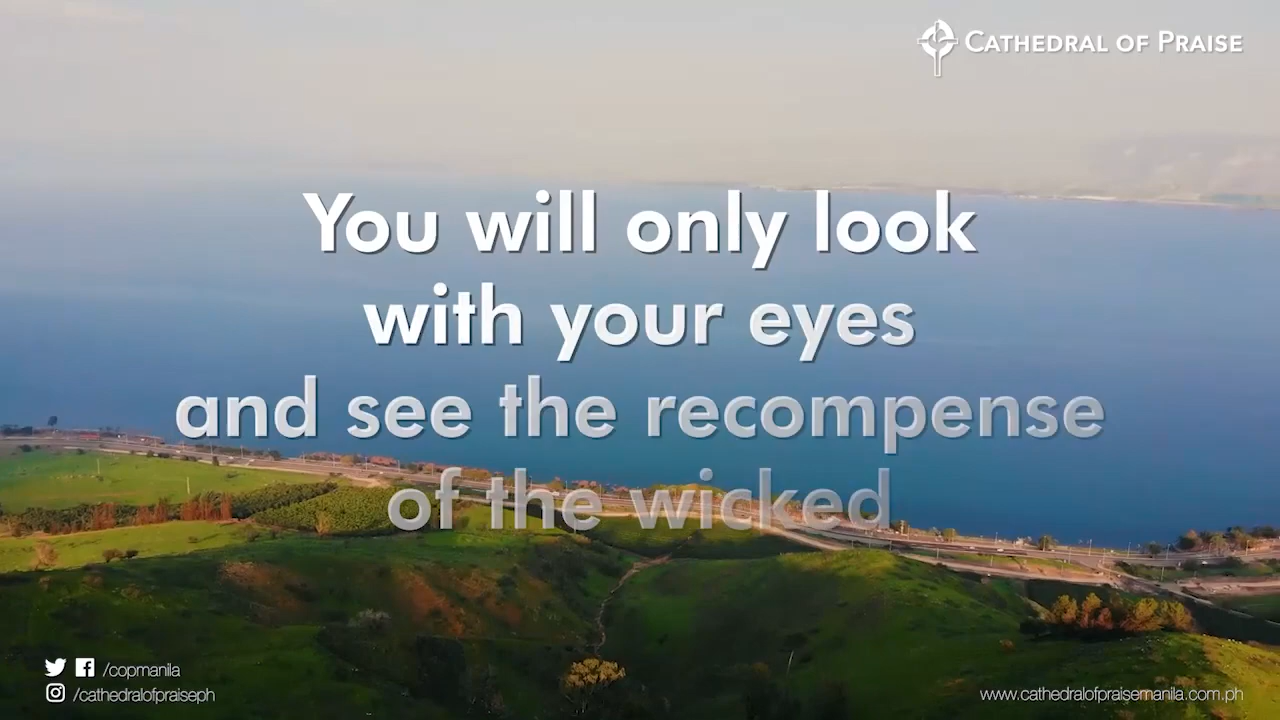 CATHEDRAL OF PRAISE
You will only look
with your eyes
and see the recompense
of the wicked
/copmanila
/cathedralofpraiseph
www.cathedralofpraisemanila.com.ph